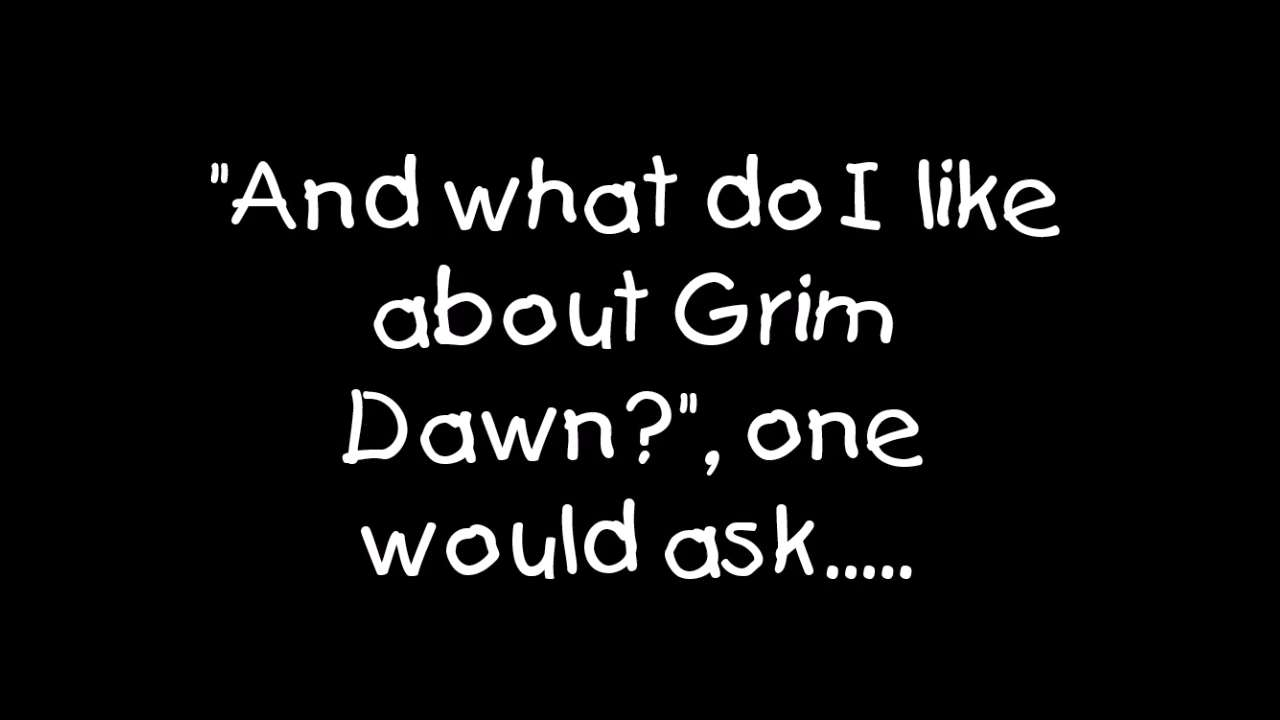 "And what do I like
about Grim
Dawn?", one
would ask.....